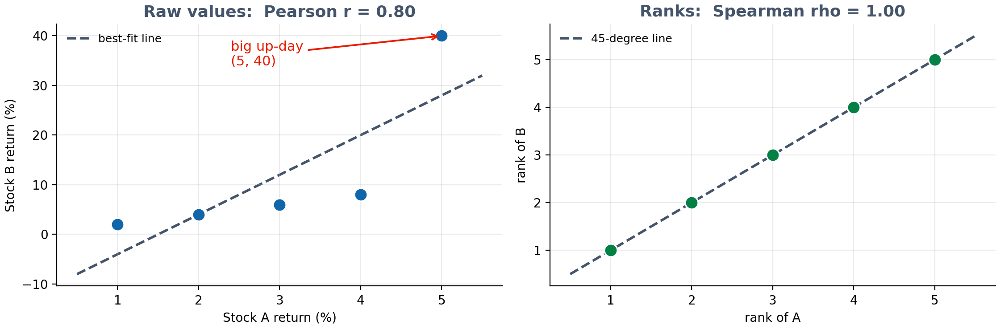 Raw values:  Pearson r = 0.80
best-fit line
big up-day
(5, 40)
40
30
20
10
0
−10
Stock B return (%)
1 2 3 4 5
Stock A return (%)
Ranks:  Spearman rho = 1.00
45-degree line
5
4
3
2
1
rank of B
1 2 3 4 5
rank of A